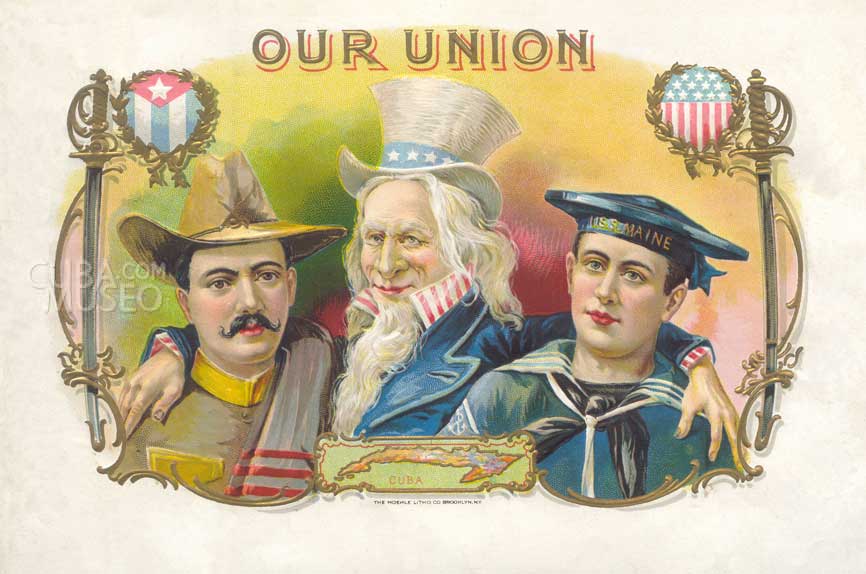 OUR UNION
U.S.S. MAINE
CUBA.COM
MUSEO
CUBA
THE MOEHLE LITHO CO BROOKLYN, N.Y.